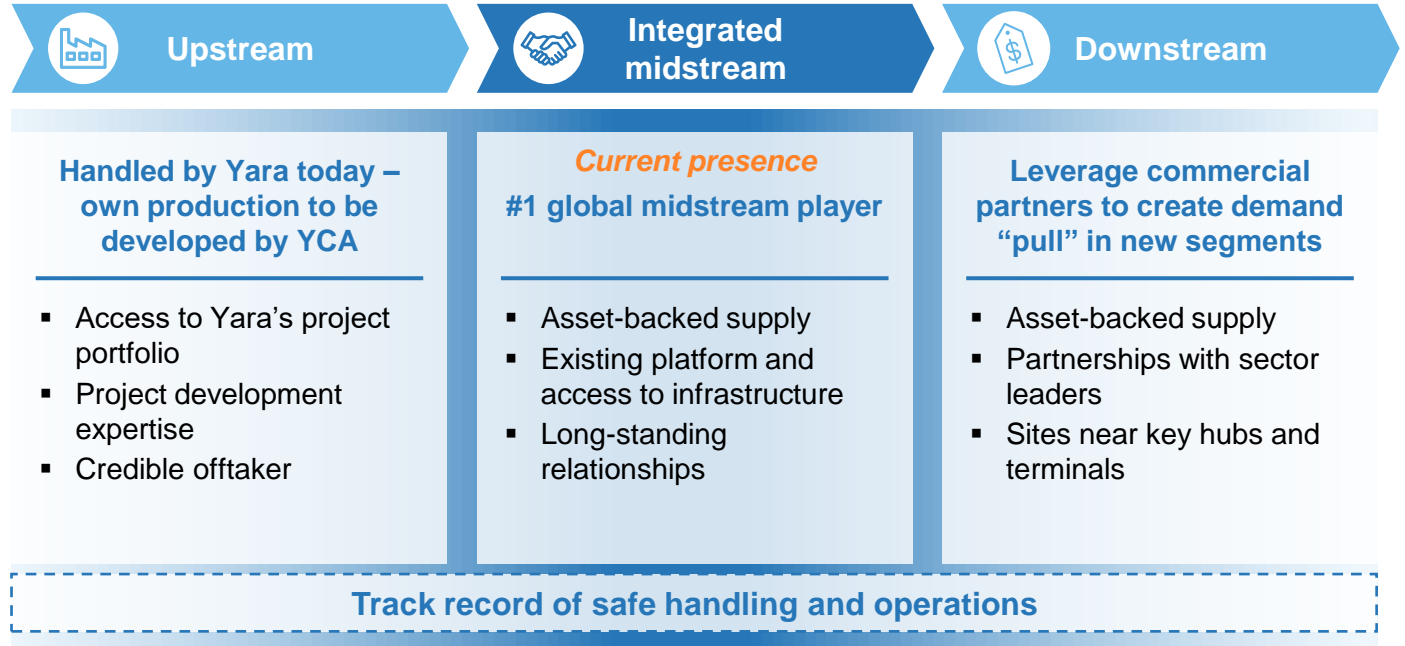 Upstream
Integrated
midstream
Downstream
Handled by Yara today –
own production to be
developed by YCA
▪ Access to Yara's project
portfolio
▪ Project development
expertise
▪ Credible offtaker
Current presence
#1 global midstream player
▪ Asset-backed supply
▪ Existing platform and
access to infrastructure
▪ Long-standing
relationships
Leverage commercial
partners to create demand
“pull” in new segments
▪ Asset-backed supply
▪ Partnerships with sector
leaders
▪ Sites near key hubs and
terminals
Track record of safe handling and operations